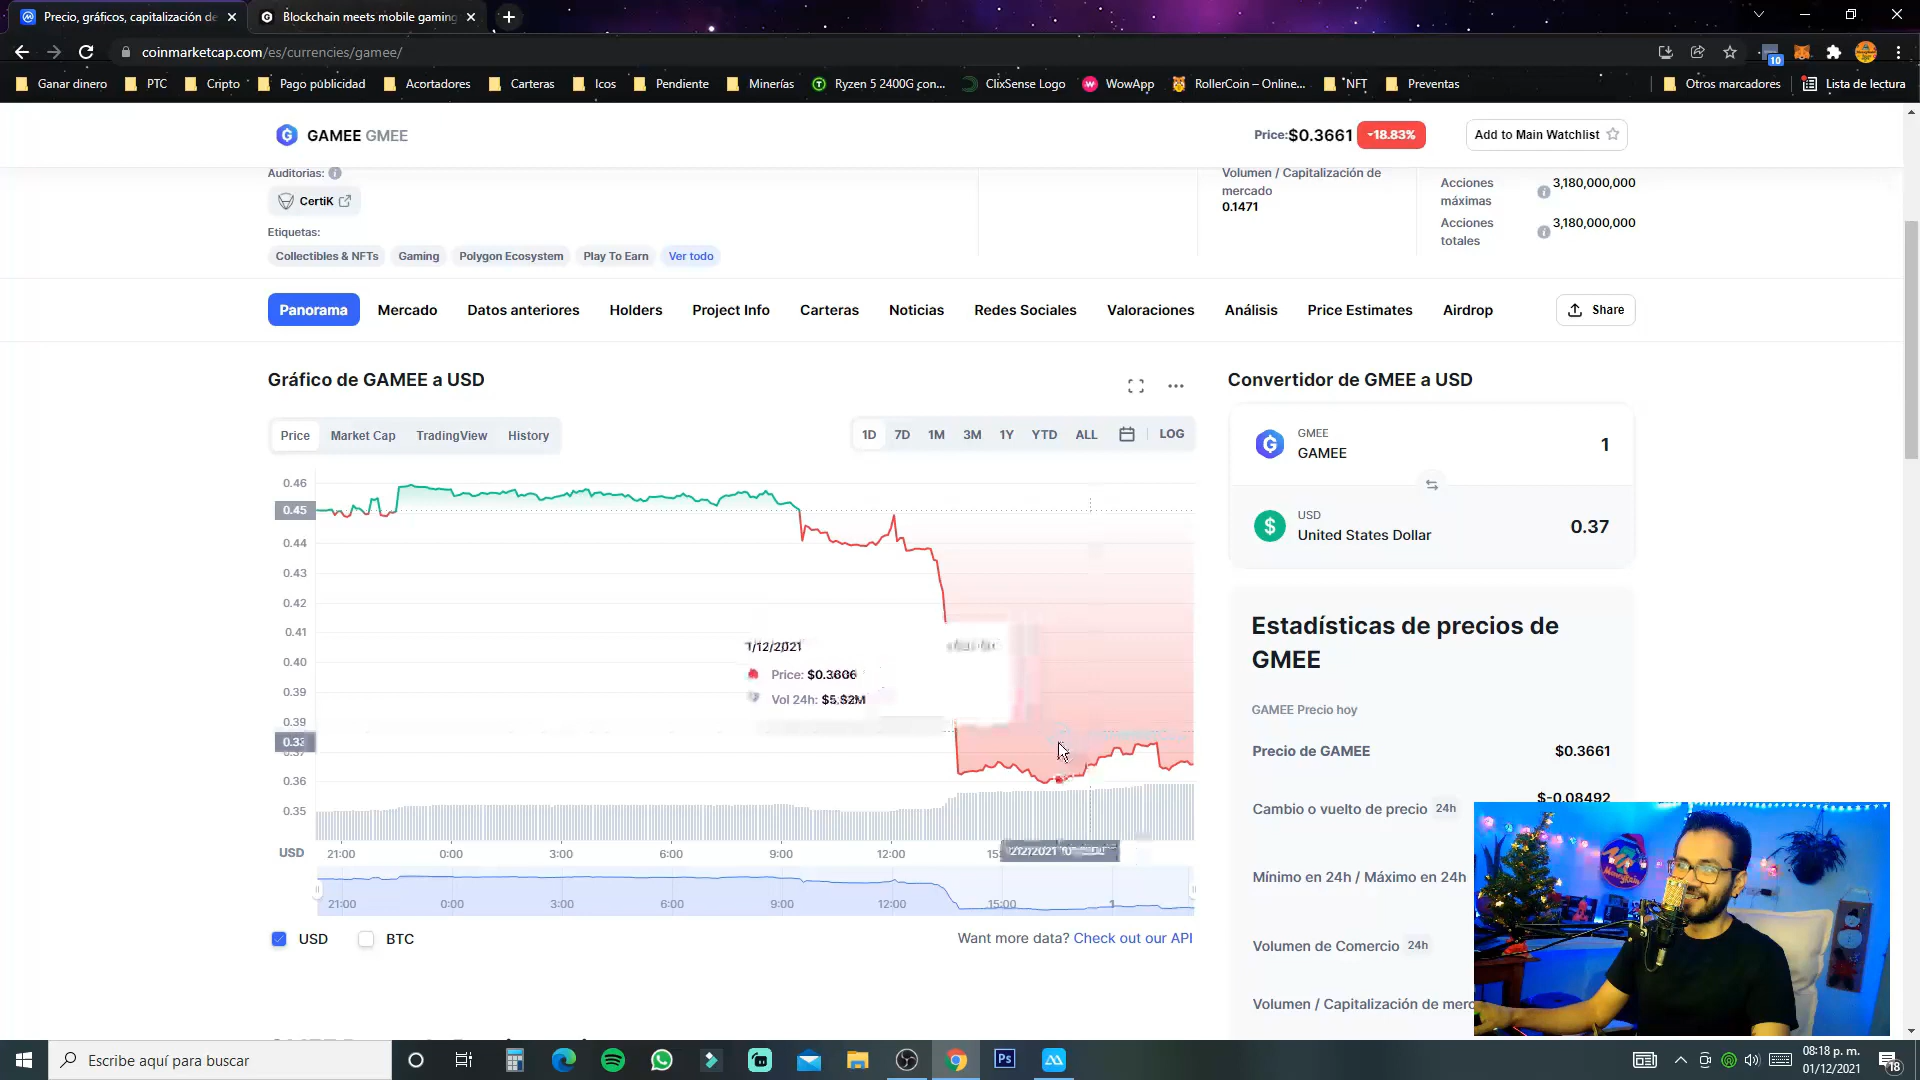 Precio, gráficos, capitalización de
Blockchain meets mobile gaming
coinmarketcap.com/es/currencies/gamee/
10
Ganar dinero
PTC
Cripto
Pago publicidad
Acortadores
Carteras
Icos
Pendiente
Minerías
Ryzen 5 2400G con...
ClixSense Logo
WowApp
RollerCoin – Online...
NFT
Preventas
Otros marcadores
Lista de lectura
GAMEE GMEE
Price:$0.3661
-18.83%
Add to Main Watchlist
Auditorias:
CertiK
Etiquetas:
Collectibles & NFTs
Gaming
Polygon Ecosystem
Play To Earn
Ver todo
Volumen / Capitalización de
mercado
0.1471
Acciones
máximas
3,180,000,000
Acciones
totales
3,180,000,000
Panorama
Mercado
Datos anteriores
Holders
Project Info
Carteras
Noticias
Redes Sociales
Valoraciones
Análisis
Price Estimates
Airdrop
Share
Gráfico de GAMEE a USD
Price
Market Cap
TradingView
History
1D
7D
1M
3M
1Y
YTD
ALL
LOG
0.46
0.45
0.44
0.43
0.42
0.41
0.40
0.39
0.39
0.36
0.35
/12/2021
Price:
Vol 24h:
USD
21:00
0:00
3:00
6:00
9:00
12:00
21:00
0:00
3:00
6:00
9:00
12:00
15:00
1
USD
BTC
Want more data? Check out our API
Convertidor de GMEE a USD
GMEE
GAMEE
1
USD
United States Dollar
0.37
Estadísticas de precios de
GMEE
GAMEE Precio hoy
Precio de GAMEE
$0.3661
Cambio o vuelto de precio 24h
$-0.08492
Mínimo en 24h / Máximo en 24h
Volumen de Comercio 24h
Volumen / Capitalización de merc
Escribe aquí para buscar
Ps
08:18 p. m.
01/12/2021
18